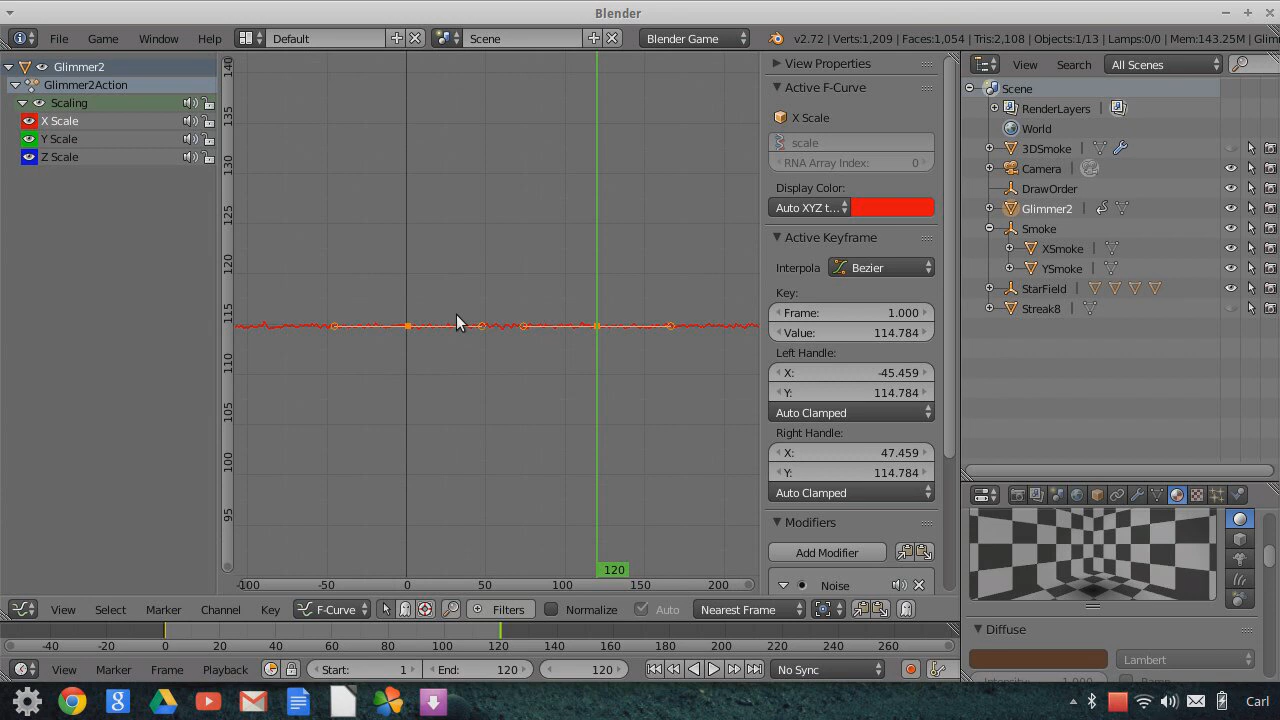 Blender
File Game Window Help Default Scene Blender Game v2.72 | Verts:1,209 | Faces:1,054 | Tris:2,108 | Objects:1/13 | Lamps:0/0 | Mem:143.25M | Glim
Glimmer2
Glimmer2Action
Scaling
X Scale
Y Scale
Z Scale
140
135
130
125
120
115
110
105
100
95
-100 -50 0 50 100 150 200
120
View Properties
Active F-Curve
X Scale
scale
RNA Array Index: 0
Display Color:
Auto XYZ t...
Active Keyframe
Interpola Bezier
Key:
Frame: 1.000
Value: 114.784
Left Handle:
X: -45.459
Y: 114.784
Auto Clamped
Right Handle:
X: 47.459
Y: 114.784
Auto Clamped
Modifiers
Add Modifier
Noise
View Search All Scenes
Scene
RenderLayers
World
3DSmoke
Camera
DrawOrder
Glimmer2
Smoke
XSmoke
YSmoke
StarField
Streak8
Diffuse
Lambert
Intensity: 1.000 Ramp
View Select Marker Channel Key F-Curve Filters Normalize Auto Nearest Frame
-40 -20 0 20 40 60 80 100 120 140 160 180 200 220 240 260
View Marker Frame Playback Start: 1 End: 120 120 No Sync
Carl